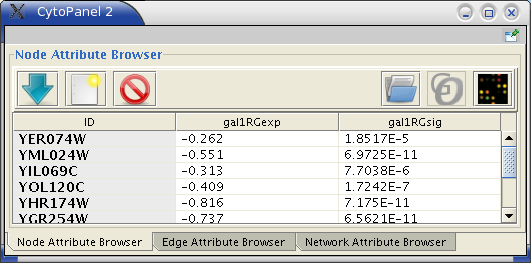 CytoPanel 2
Node Attribute Browser
ID gal1RGexp gal1RGsig
YER074W -0.262 1.8517E-5
YML024W -0.551 6.9725E-11
YIL069C -0.313 7.7038E-6
YOL120C -0.409 1.7242E-7
YHR174W -0.816 7.175E-11
YGR254W -0.737 6.5621E-11
Node Attribute Browser Edge Attribute Browser Network Attribute Browser